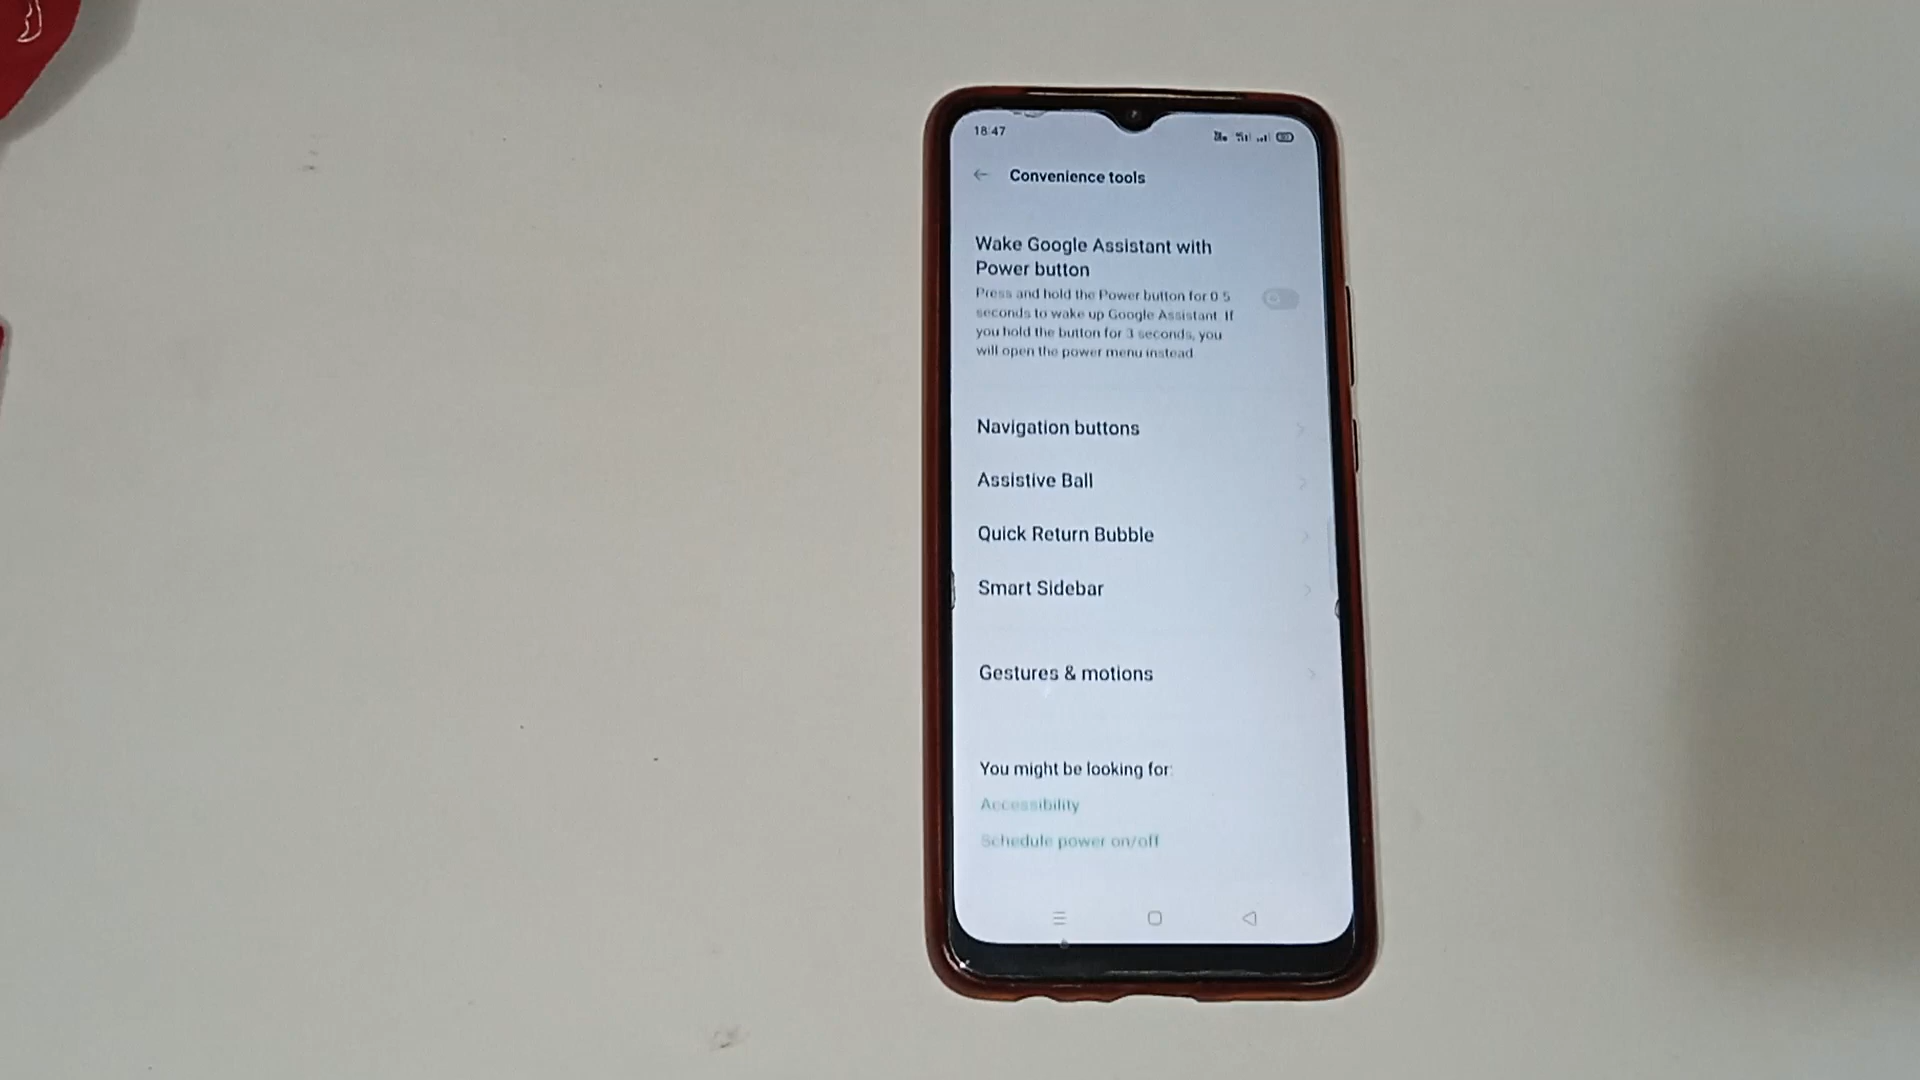 18:47
Convenience tools
Wake Google Assistant with
Power button
Press and hold the Power button for 0.5
seconds to wake up Google Assistant. If
you hold the button for 3 seconds, you
will open the power menu instead
Navigation buttons
Assistive Ball
Quick Return Bubble
Smart Sidebar
Gestures & motions
You might be looking for:
Accessibility
Schedule power on/off